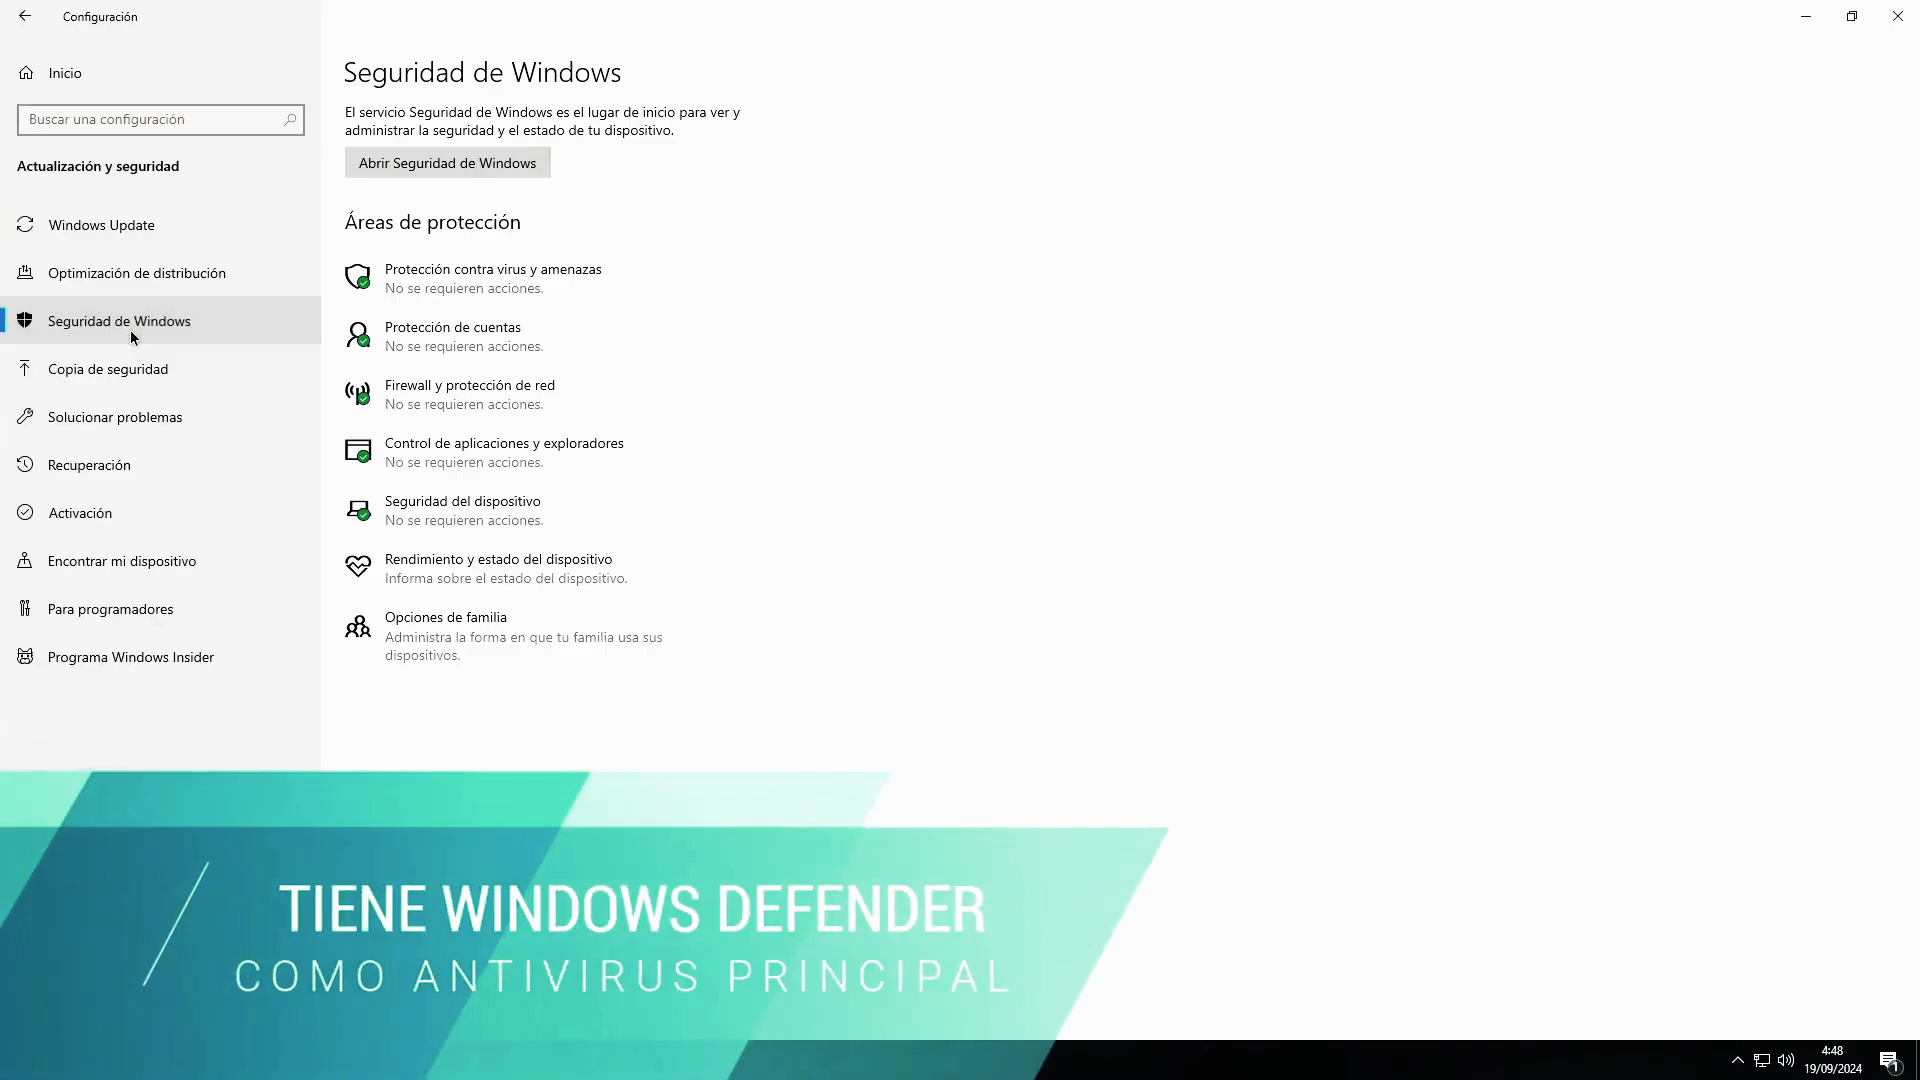 Configuración
Inicio
Buscar una configuración
Actualización y seguridad
Windows Update
Optimización de distribución
Seguridad de Windows
Copia de seguridad
Solucionar problemas
Recuperación
Activación
Encontrar mi dispositivo
Para programadores
Programa Windows Insider
Seguridad de Windows
El servicio Seguridad de Windows es el lugar de inicio para ver y
administrar la seguridad y el estado de tu dispositivo.
Abrir Seguridad de Windows
Áreas de protección
Protección contra virus y amenazas
No se requieren acciones.
Protección de cuentas
No se requieren acciones.
Firewall y protección de red
No se requieren acciones.
Control de aplicaciones y exploradores
No se requieren acciones.
Seguridad del dispositivo
No se requieren acciones.
Rendimiento y estado del dispositivo
Informa sobre el estado del dispositivo.
Opciones de familia
Administra la forma en que tu familia usa sus
dispositivos.
TIENE WINDOWS DEFENDER
COMO ANTIVIRUS PRINCIPAL
4:48
19/09/2024
1